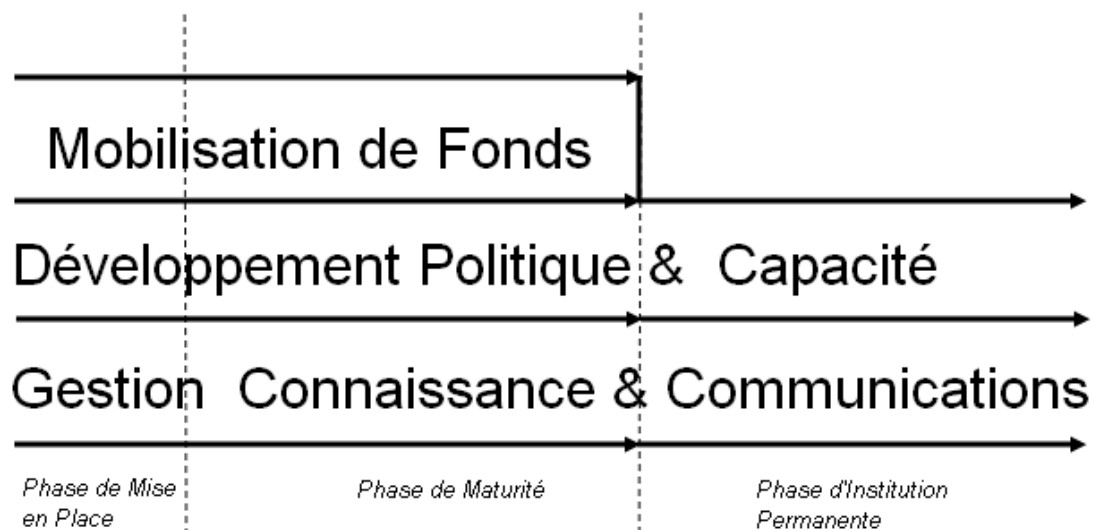 Mobilisation de Fonds
Développement Politique & Capacité
Gestion Connaissance & Communications
Phase de Mise
en Place
Phase de Maturité
Phase d'Institution
Permanente